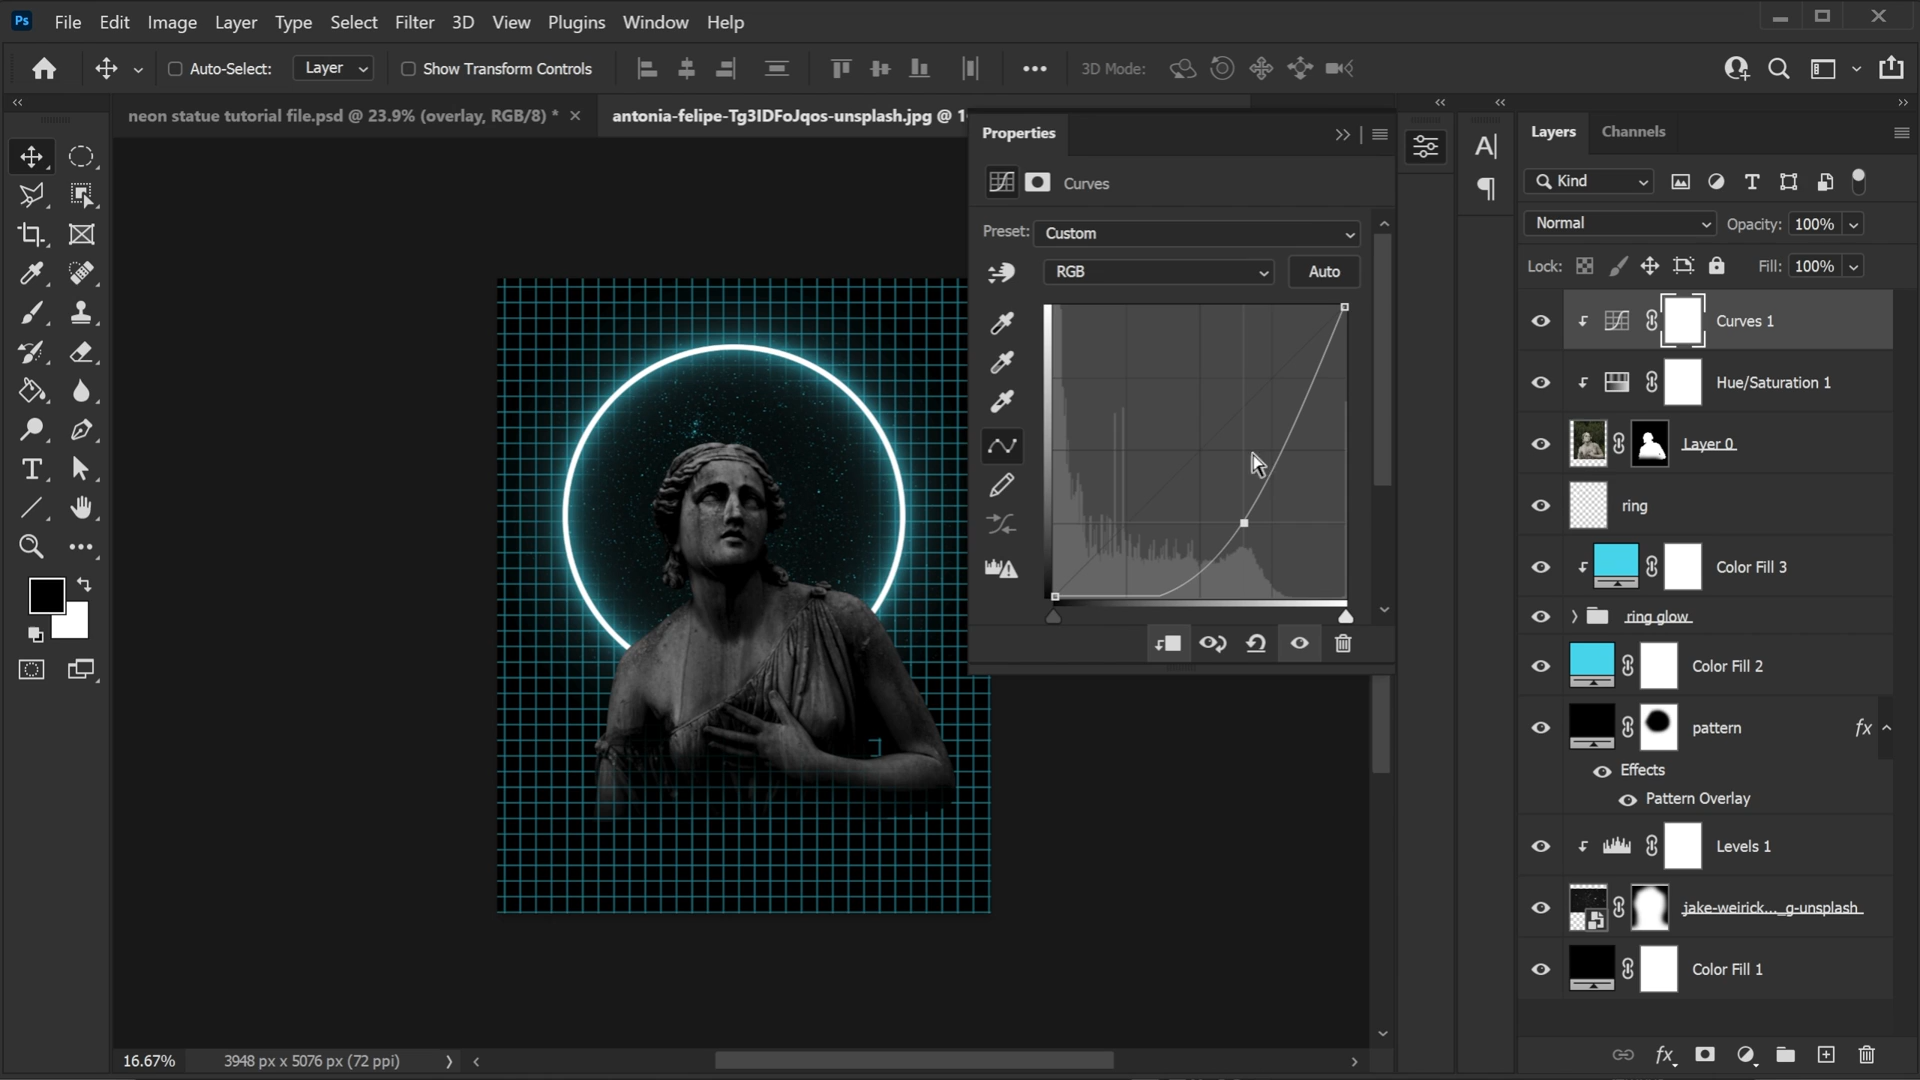 Ps File Edit Image Layer Type Select Filter 3D View Plugins Window Help
Auto-Select: Layer Show Transform Controls 3D Mode:
neon statue tutorial file.psd @ 23.9% (overlay, RGB/8) *
antonia-felipe-Tg3IDFoJqos-unsplash.jpg @ 1
Properties
Curves
Preset: Custom
RGB Auto
Layers Channels
Kind
Normal Opacity: 100%
Lock: Fill: 100%
Curves 1
Hue/Saturation 1
Layer 0
ring
Color Fill 3
ring glow
Color Fill 2
pattern fx
Effects
Pattern Overlay
Levels 1
jake-weirick..._g-unsplash
Color Fill 1
fx
16.67% 3948 px x 5076 px (72 ppi)